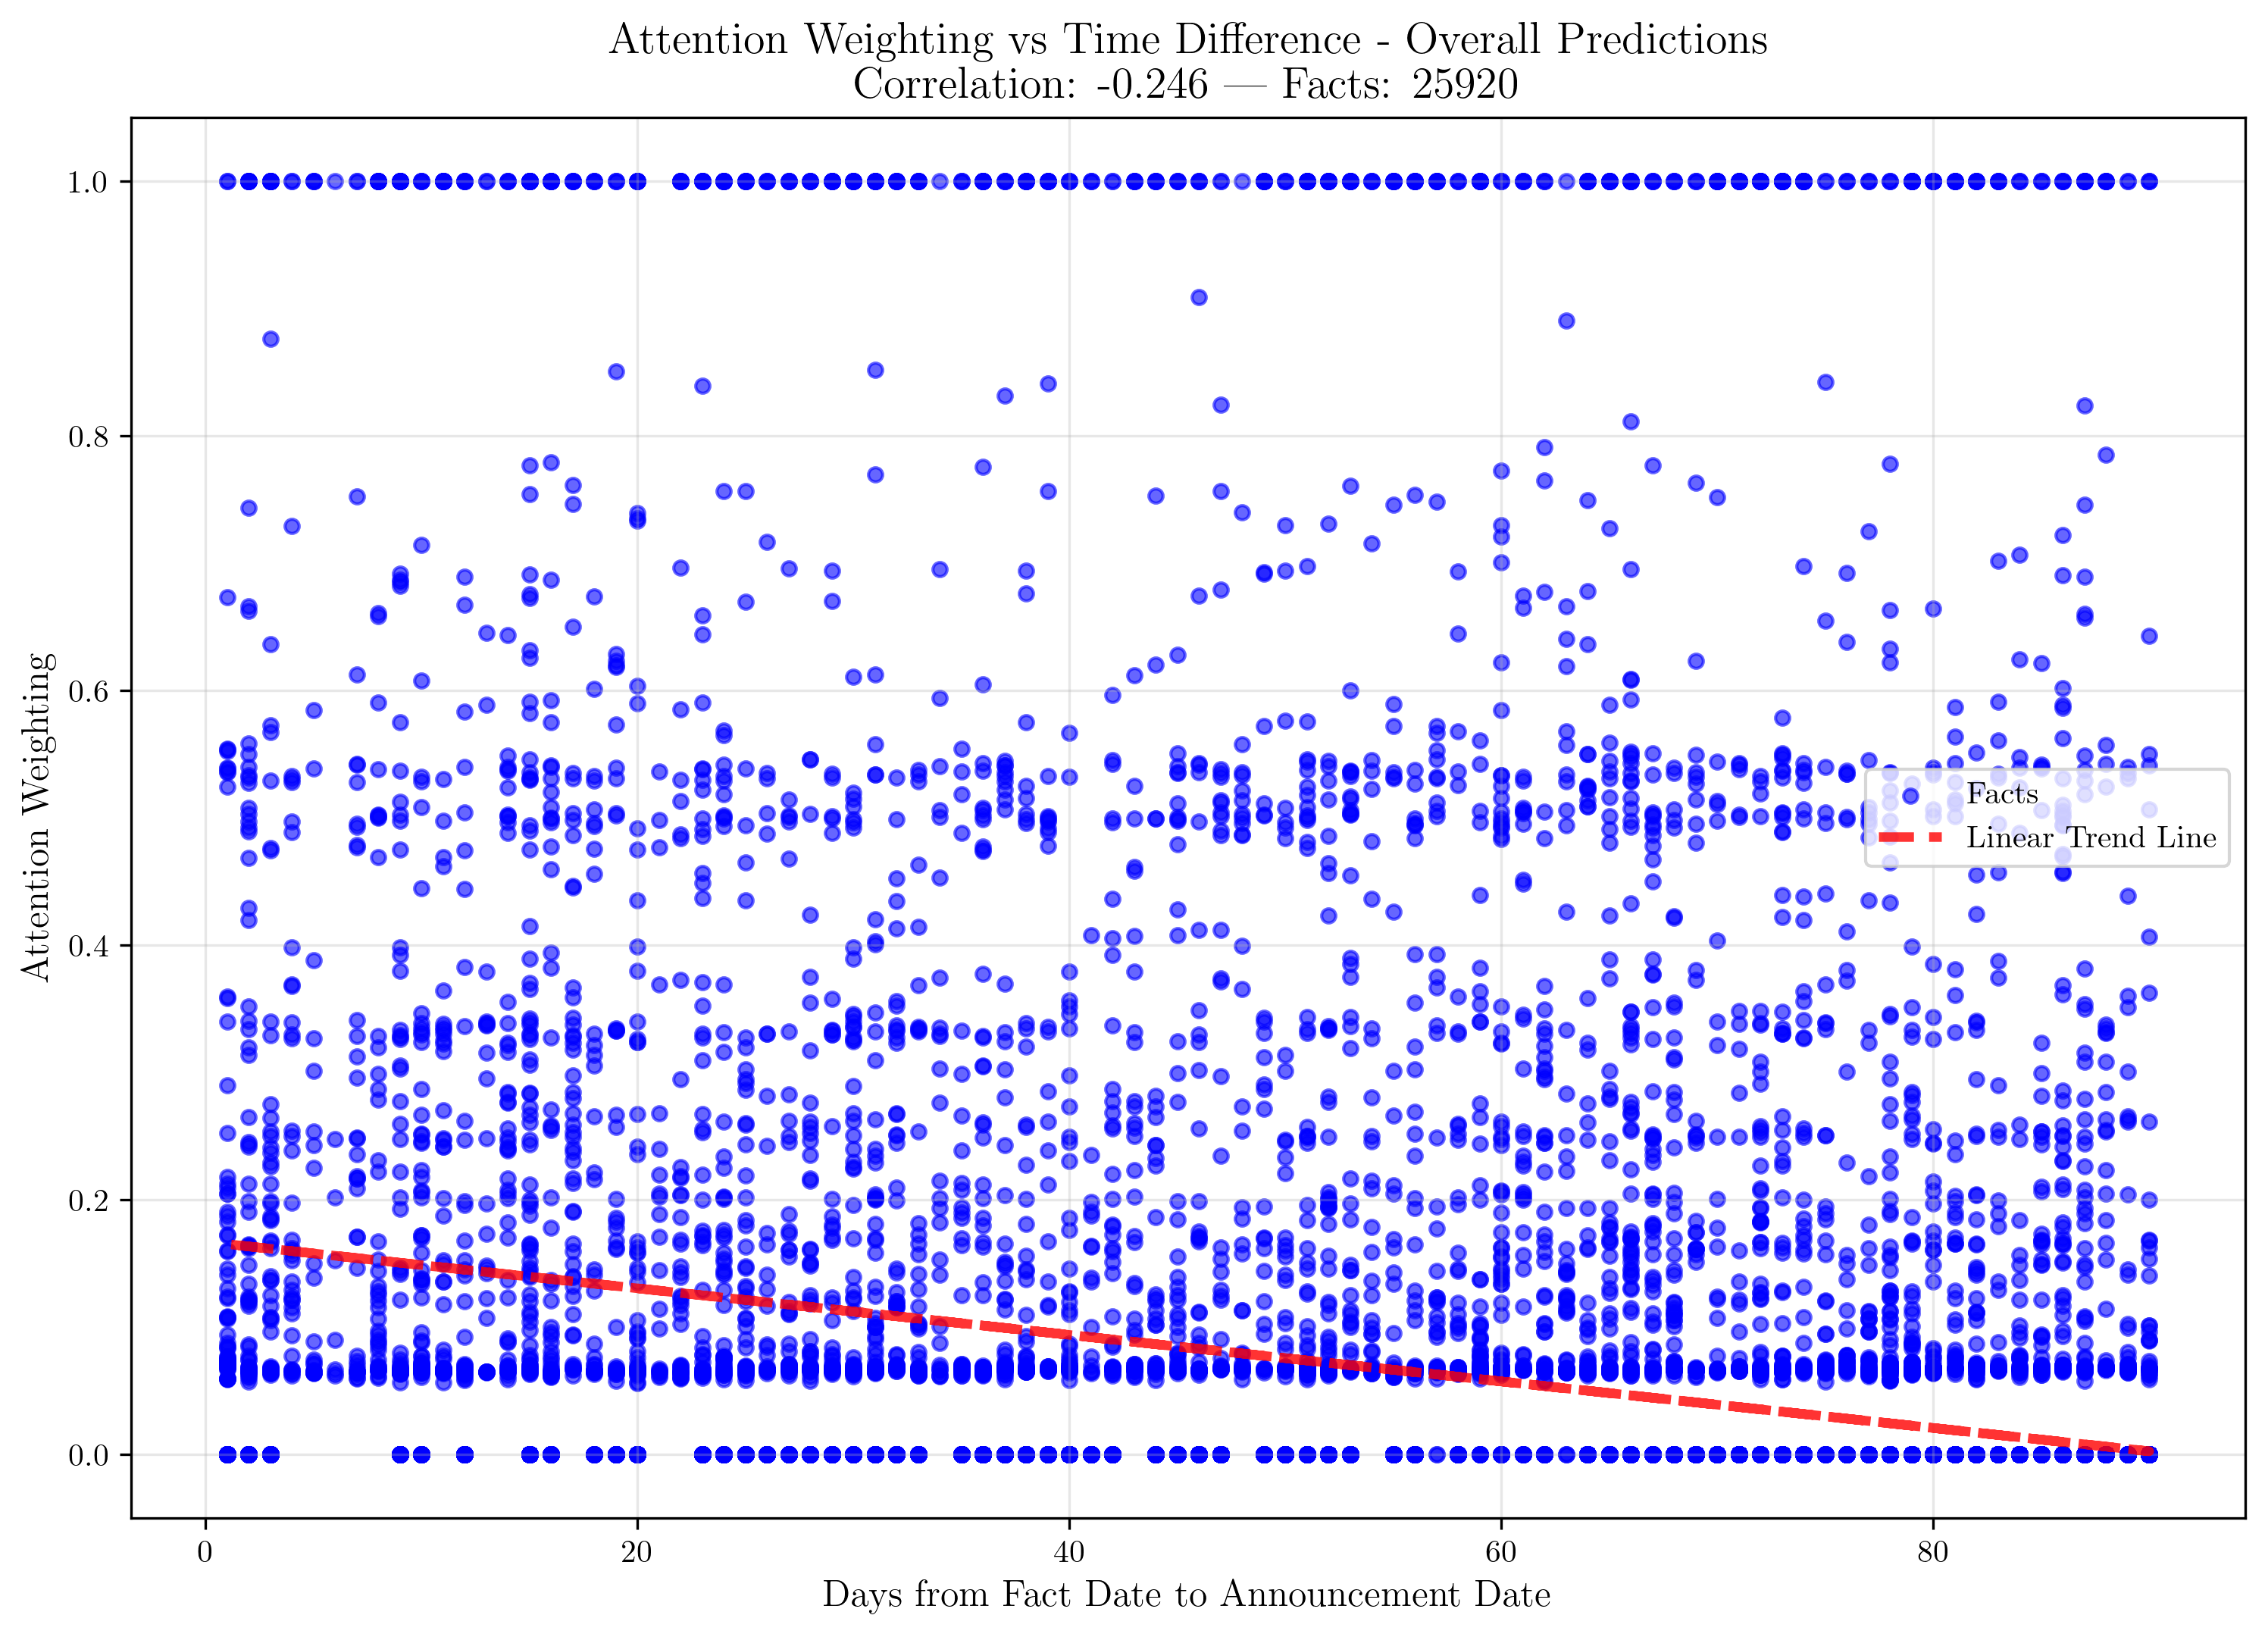 Attention Weighting vs Time Difference - Overall Predictions
Correlation: -0.246 — Facts: 25920
Attention Weighting
1.0
0.8
0.6
0.4
0.2
0.0
Facts
Linear Trend Line
0 20 40 60 80
Days from Fact Date to Announcement Date